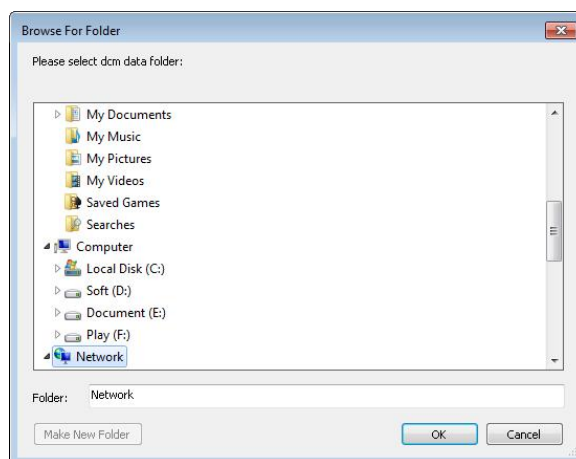 Browse For Folder
Please select dcm data folder:
My Documents
My Music
My Pictures
My Videos
Saved Games
Searches
Computer
Local Disk (C:)
Soft (D:)
Document (E:)
Play (F:)
Network
Folder: Network
Make New Folder OK Cancel